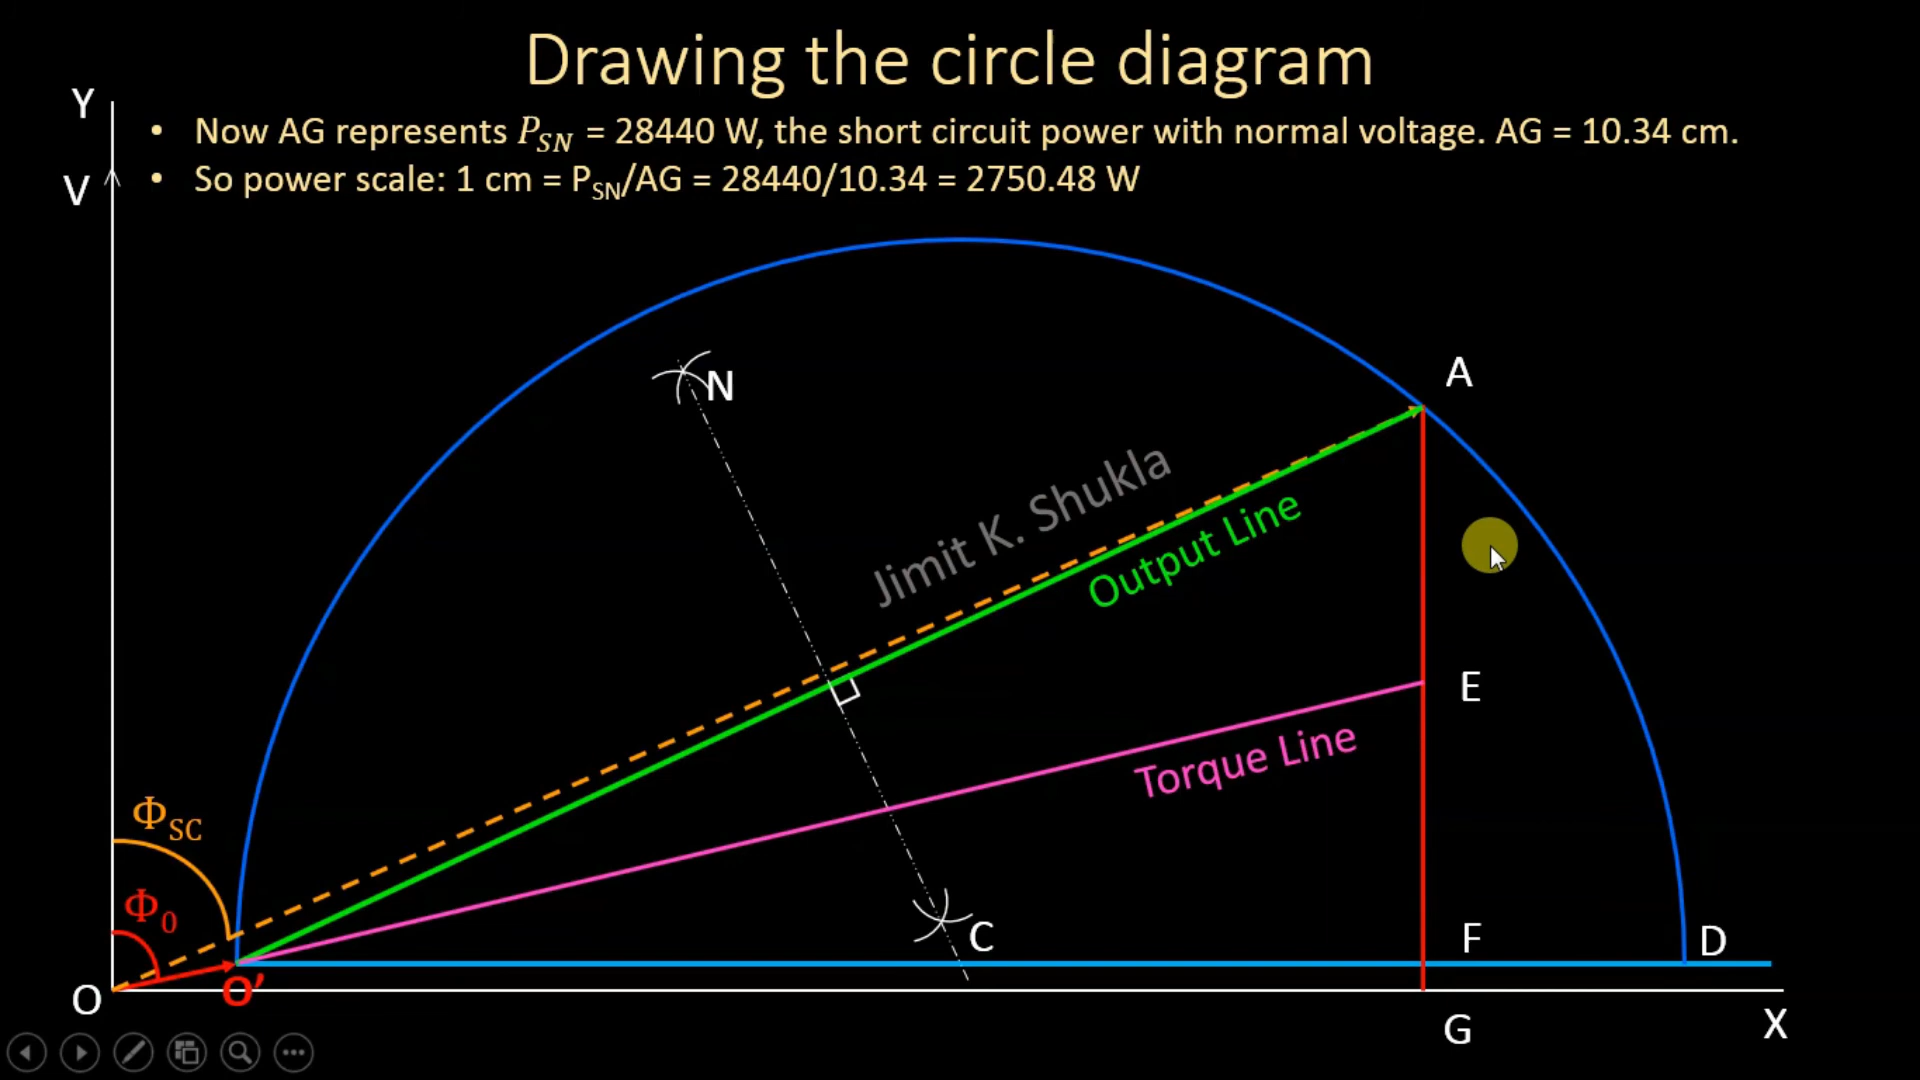 Drawing the circle diagram
Y
• Now AG represents P_SN = 28440 W, the short circuit power with normal voltage. AG = 10.34 cm.
V
• So power scale: 1 cm = P_SN/AG = 28440/10.34 = 2750.48 W
N
A
Jimit K. Shukla
Output Line
E
Torque Line
Φ_SC
Φ_0
C
F
D
O
O'
G
X